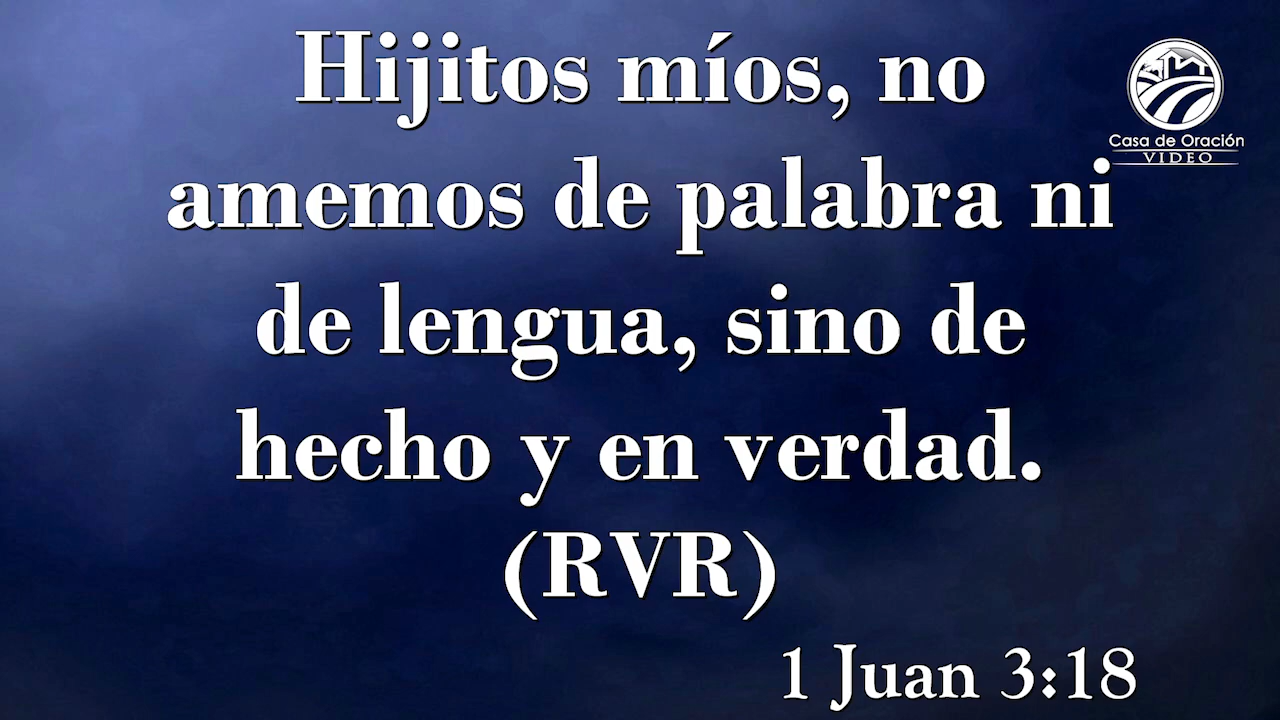 Hijitos míos, no
amemos de palabra ni
de lengua, sino de
hecho y en verdad.
(RVR)
1 Juan 3:18
Casa de Oración
VIDEO